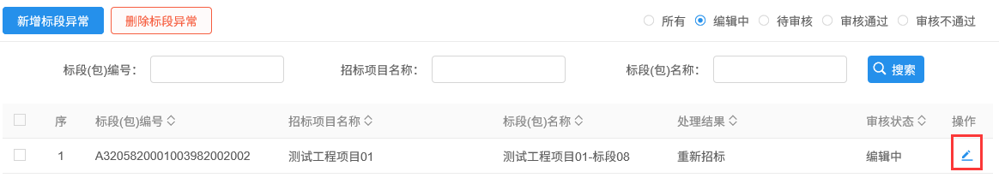 新增标段异常 删除标段异常 所有 编辑中 待审核 审核通过 审核不通过
标段(包)编号: 招标项目名称: 标段(包)名称: 搜索
序 标段(包)编号 招标项目名称 标段(包)名称 处理结果 审核状态 操作
1 A3205820001003982002002 测试工程项目01 测试工程项目01-标段08 重新招标 编辑中